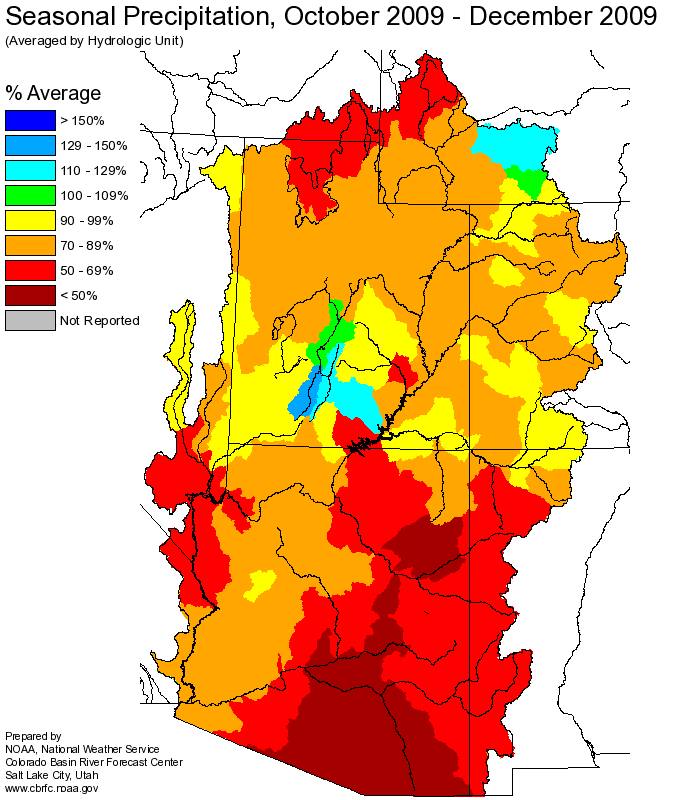 Seasonal Precipitation, October 2009 - December 2009
(Averaged by Hydrologic Unit)
% Average
> 150%
129 - 150%
110 - 129%
100 - 109%
90 - 99%
70 - 89%
50 - 69%
< 50%
Not Reported
Prepared by
NOAA, National Weather Service
Colorado Basin River Forecast Center
Salt Lake City, Utah
www.cbrfc.noaa.gov